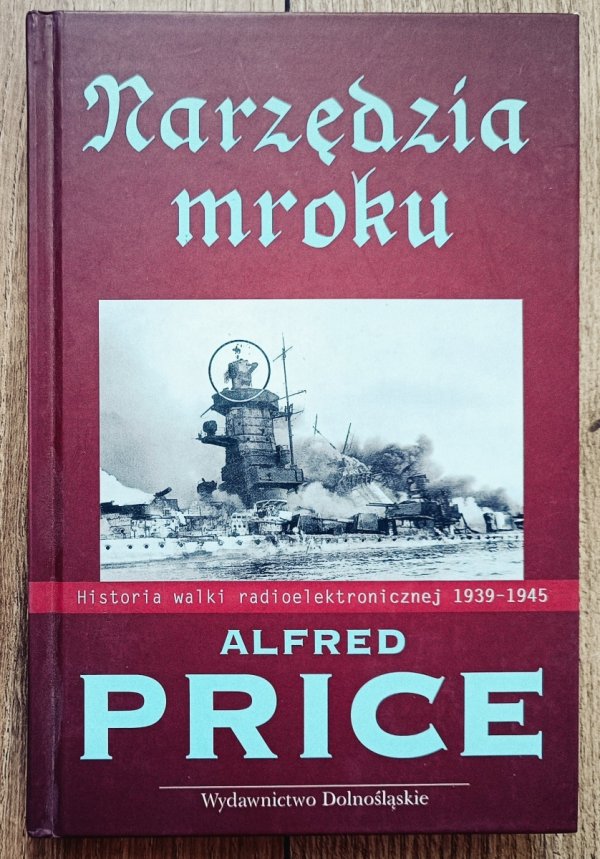 Narzędzia
mroku
Historia walki radioelektronicznej 1939-1945
ALFRED
PRICE
Wydawnictwo Dolnośląskie